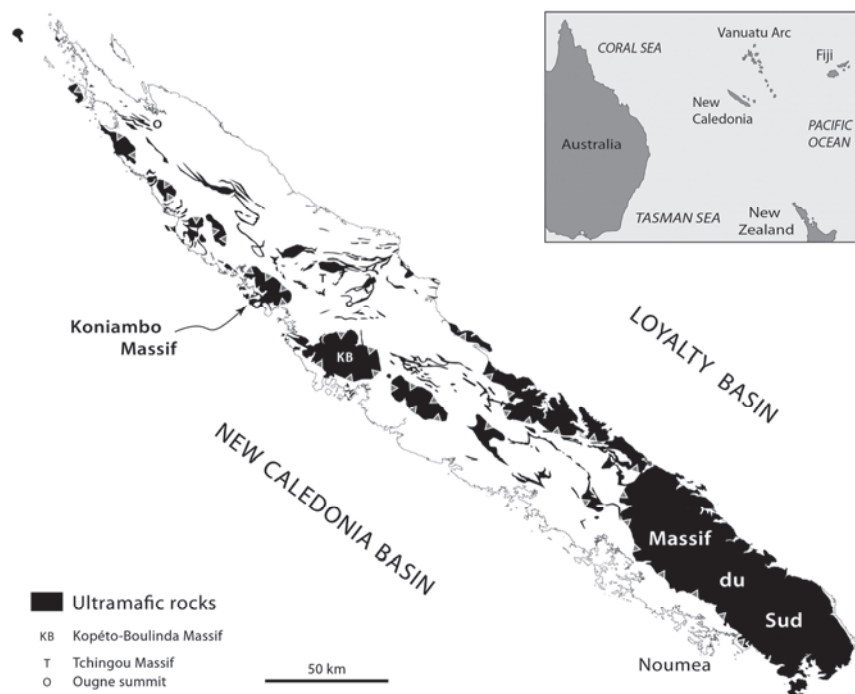 CORAL SEA
Vanuatu Arc
Fiji
New
Caledonia
PACIFIC
OCEAN
Australia
TASMAN SEA
New
Zealand
O
T
Koniambo
Massif
KB
LOYALTY BASIN
NEW CALEDONIA BASIN
Massif
du
Sud
Noumea
Ultramafic rocks
KB Kopéto-Boulinda Massif
T Tchingou Massif
O Ougne summit
50 km